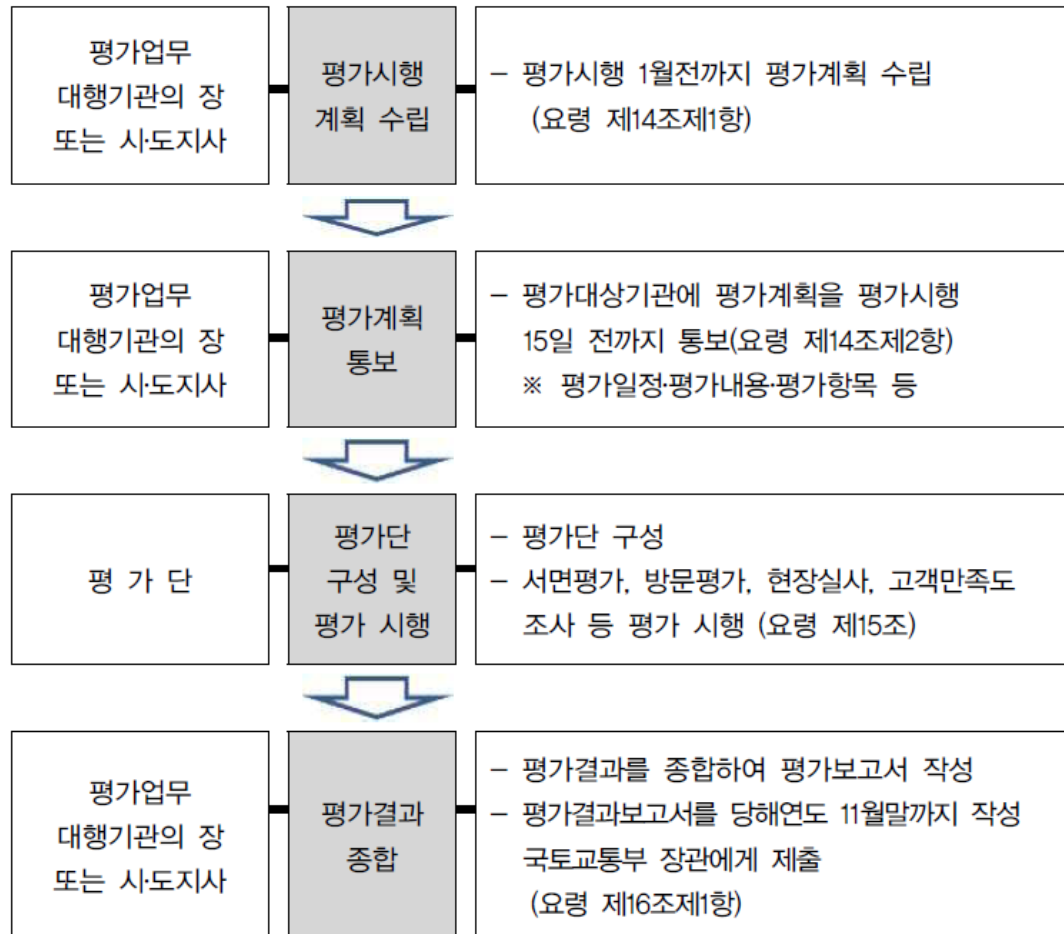 평가업무
대행기관의 장
또는 시·도지사
평가시행
계획 수립
– 평가시행 1월전까지 평가계획 수립
(요령 제14조제1항)
평가업무
대행기관의 장
또는 시·도지사
평가계획
통보
– 평가대상기관에 평가계획을 평가시행
15일 전까지 통보(요령 제14조제2항)
※ 평가일정·평가내용·평가항목 등
평 가 단
평가단
구성 및
평가 시행
– 평가단 구성
– 서면평가, 방문평가, 현장실사, 고객만족도
조사 등 평가 시행 (요령 제15조)
평가업무
대행기관의 장
또는 시·도지사
평가결과
종합
– 평가결과를 종합하여 평가보고서 작성
– 평가결과보고서를 당해연도 11월말까지 작성
국토교통부 장관에게 제출
(요령 제16조제1항)